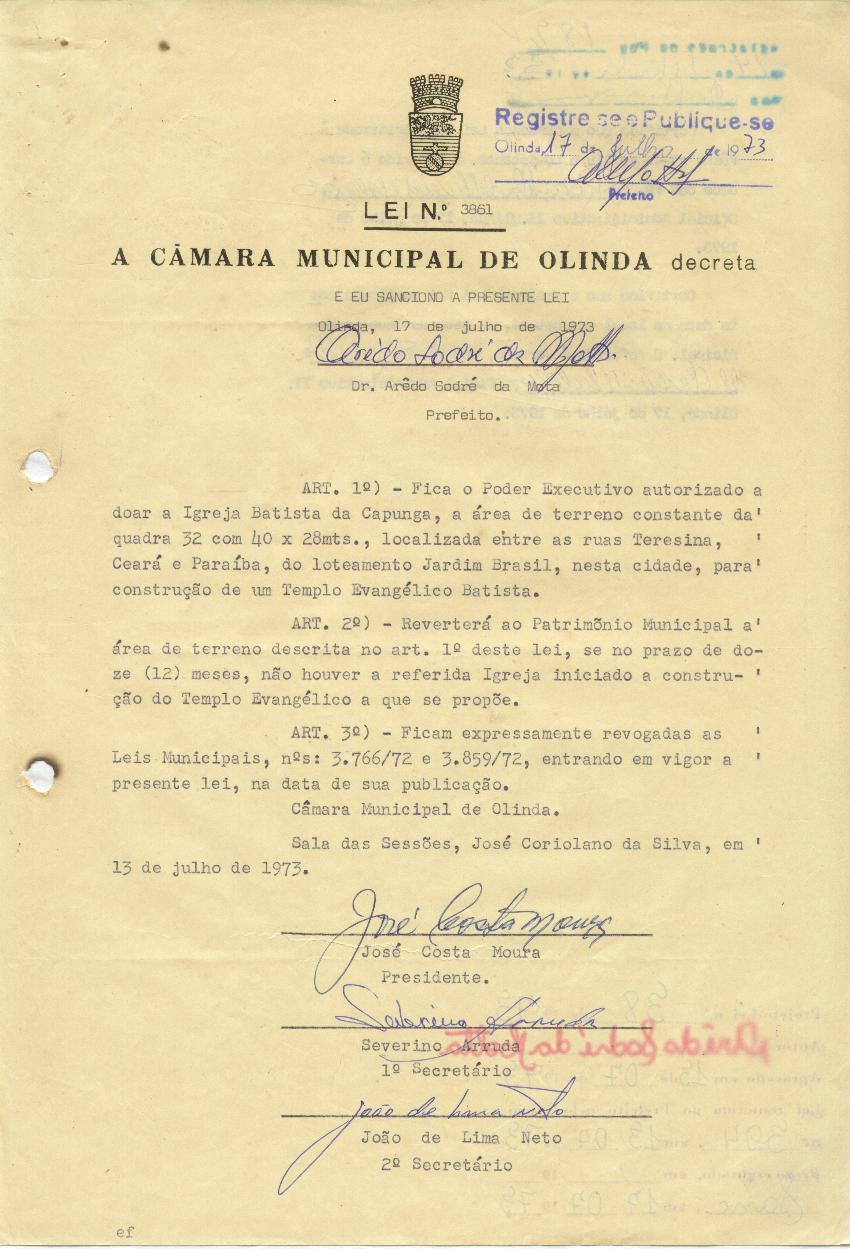 Registre se e Publique-se
Olinda, 17 de Julho de 1973
Prefeito
LEI N.º 3861
A CÂMARA MUNICIPAL DE OLINDA decreta
E EU SANCIONO A PRESENTE LEI
Olinda, 17 de julho de 1973
Arêdo Sodré da Motta
Dr. Arêdo Sodré da Mota
Prefeito.
ART. 1º) - Fica o Poder Executivo autorizado a
doar a Igreja Batista da Capunga, a área de terreno constante da'
quadra 32 com 40 x 28mts., localizada entre as ruas Teresina, '
Ceará e Paraíba, do loteamento Jardim Brasil, nesta cidade, para'
construção de um Templo Evangélico Batista.
ART. 2º) - Reverterá ao Patrimônio Municipal a'
área de terreno descrita no art. 1º deste lei, se no prazo de do-
ze (12) meses, não houver a referida Igreja iniciado a constru- '
ção do Templo Evangélico a que se propõe.
ART. 3º) - Ficam expressamente revogadas as '
Leis Municipais, nºs: 3.766/72 e 3.859/72, entrando em vigor a '
presente lei, na data de sua publicação.
Câmara Municipal de Olinda.
Sala das Sessões, José Coriolano da Silva, em '
13 de julho de 1973.
José Costa Moura
José Costa Moura
Presidente.
Severino Arruda
Severino Arruda
1º Secretário
João de Lima Neto
João de Lima Neto
2º Secretário
ef